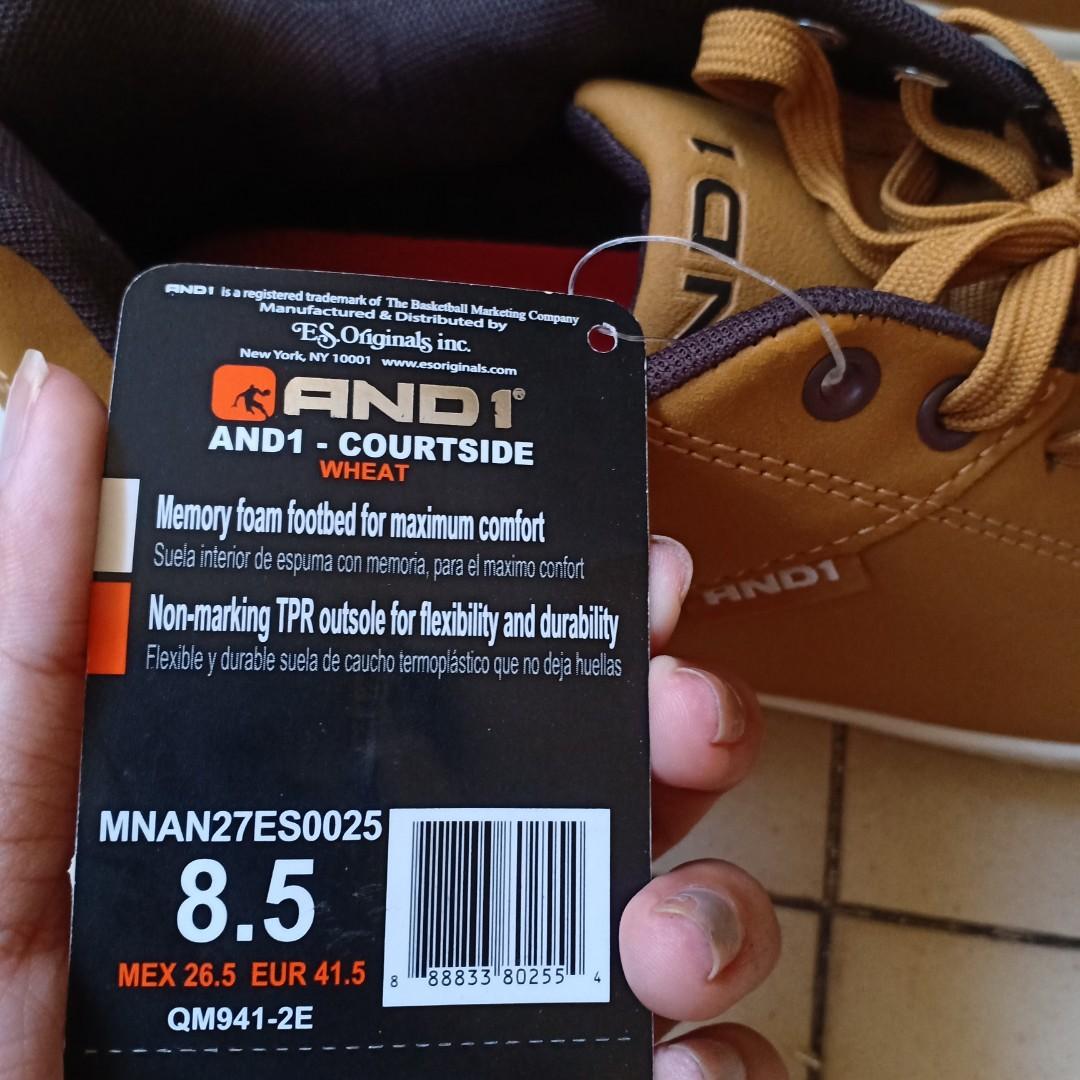 AND1 is a registered trademark of The Basketball Marketing Company
Manufactured & Distributed by
E.S. Originals inc.
New York, NY 10001 www.esoriginals.com
AND1®
AND1 - COURTSIDE
WHEAT
Memory foam footbed for maximum comfort
Suela interior de espuma con memoria, para el maximo confort
Non-marking TPR outsole for flexibility and durability
Flexible y durable suela de caucho termoplástico que no deja huellas
MNAN27ES0025
8.5
MEX 26.5 EUR 41.5
QM941-2E
8 88833 80255 4
ND1
AND1